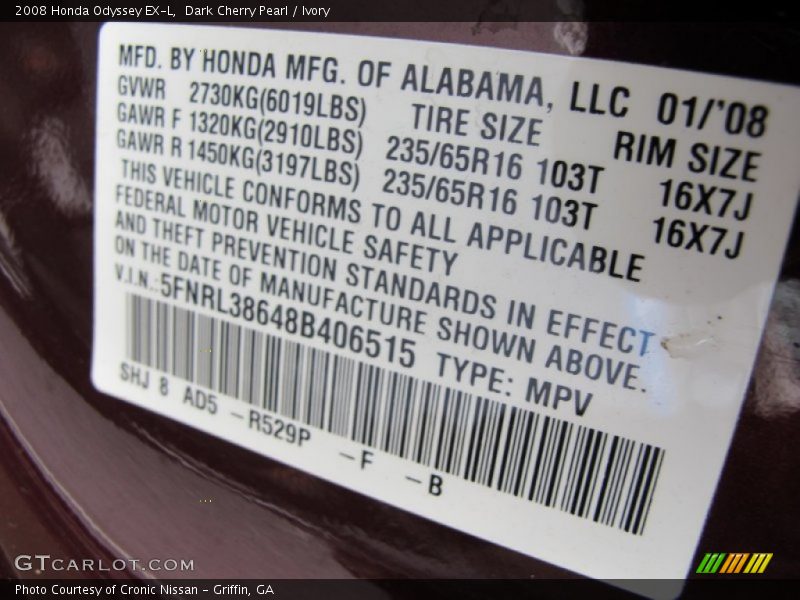 2008 Honda Odyssey EX-L,  Dark Cherry Pearl / Ivory
MFD. BY HONDA MFG. OF ALABAMA, LLC 01/'08
GVWR 2730KG(6019LBS) TIRE SIZE RIM SIZE
GAWR F 1320KG(2910LBS) 235/65R16 103T 16X7J
GAWR R 1450KG(3197LBS) 235/65R16 103T 16X7J
THIS VEHICLE CONFORMS TO ALL APPLICABLE
FEDERAL MOTOR VEHICLE SAFETY
AND THEFT PREVENTION STANDARDS IN EFFECT
ON THE DATE OF MANUFACTURE SHOWN ABOVE.
V.I.N.:5FNRL38648B406515 TYPE: MPV
SHJ 8 AD5 -R529P -F -B
GTCARLOT.COM
Photo Courtesy of Cronic Nissan - Griffin, GA